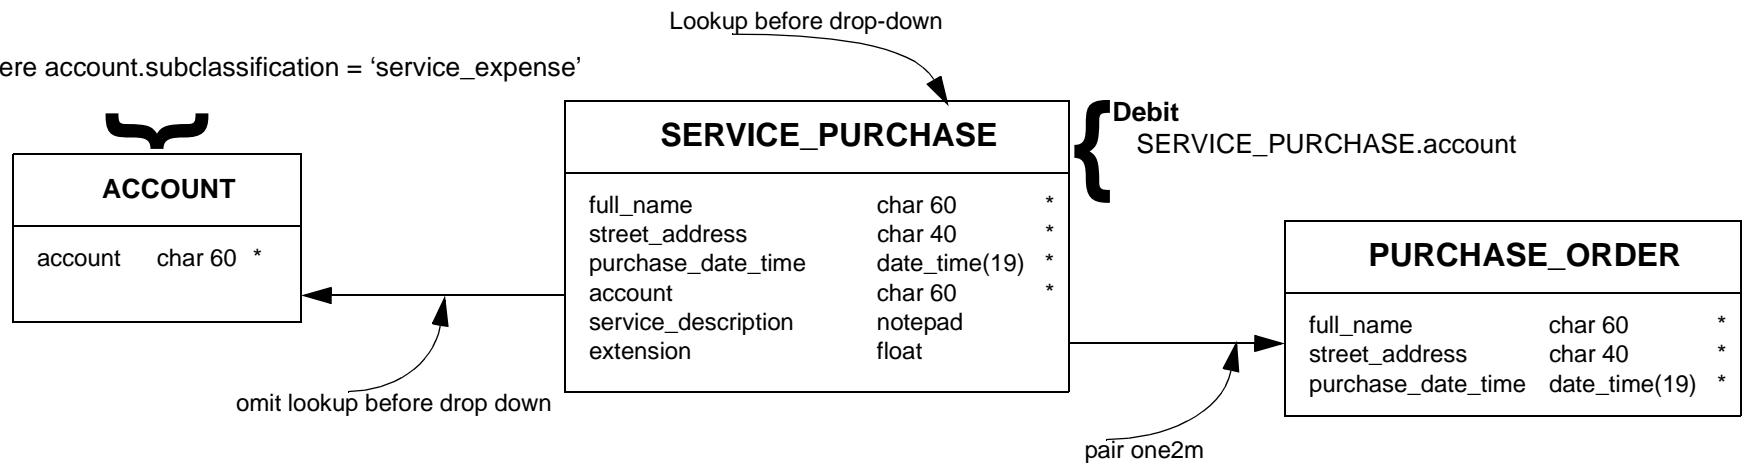 Lookup before drop-down
ere account.subclassification = ‘service_expense’
Debit
SERVICE_PURCHASE.account
SERVICE_PURCHASE
full_name char 60 *
street_address char 40 *
purchase_date_time date_time(19) *
account char 60 *
service_description notepad
extension float
ACCOUNT
account char 60 *
PURCHASE_ORDER
full_name char 60 *
street_address char 40 *
purchase_date_time date_time(19) *
omit lookup before drop down
pair one2m